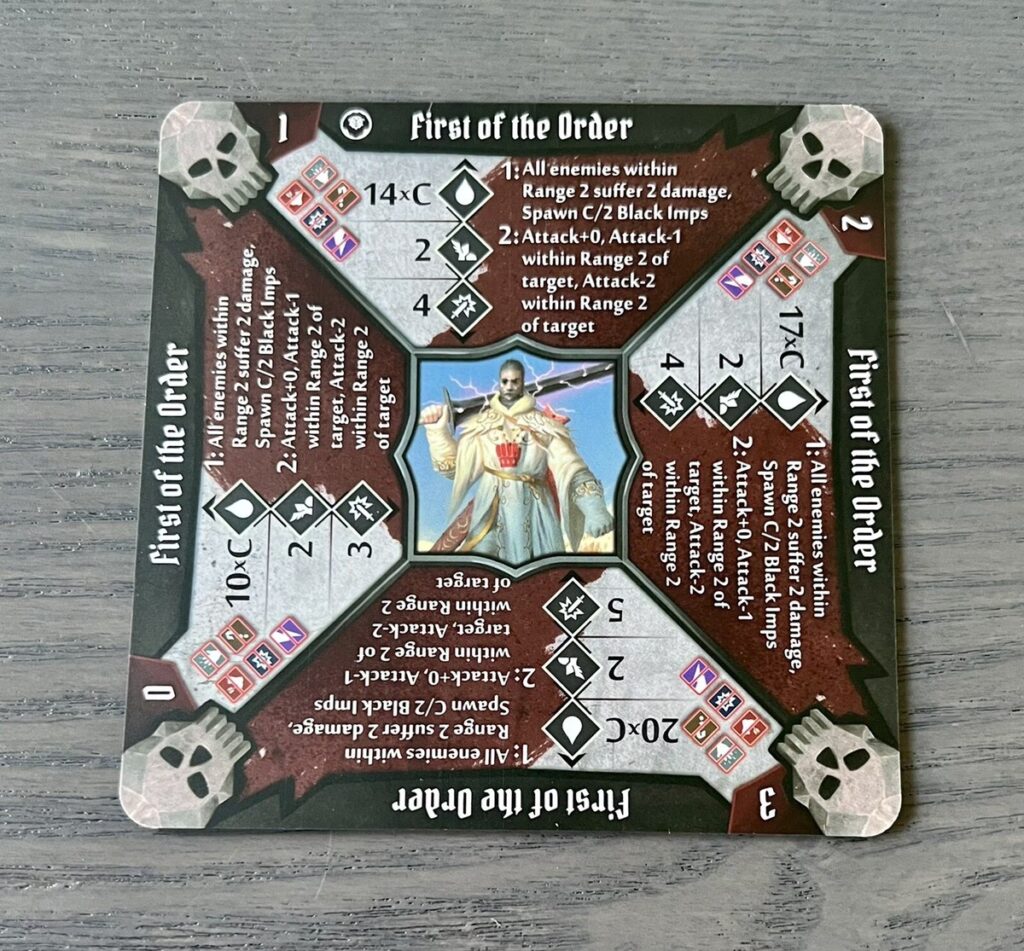 1
First of the Order
14xC
2
4
1: All enemies within
Range 2 suffer 2 damage,
Spawn C/2 Black Imps
2: Attack+0, Attack-1
within Range 2 of
target, Attack-2
within Range 2
of target
2
First of the Order
17xC
2
4
1: All enemies within
Range 2 suffer 2 damage,
Spawn C/2 Black Imps
2: Attack+0, Attack-1
within Range 2 of
target, Attack-2
within Range 2
of target
3
First of the Order
20xC
2
5
1: All enemies within
Range 2 suffer 2 damage,
Spawn C/2 Black Imps
2: Attack+0, Attack-1
within Range 2 of
target, Attack-2
within Range 2
of target
0
First of the Order
10xC
2
3
1: All enemies within
Range 2 suffer 2 damage,
Spawn C/2 Black Imps
2: Attack+0, Attack-1
within Range 2 of
target, Attack-2
within Range 2
of target